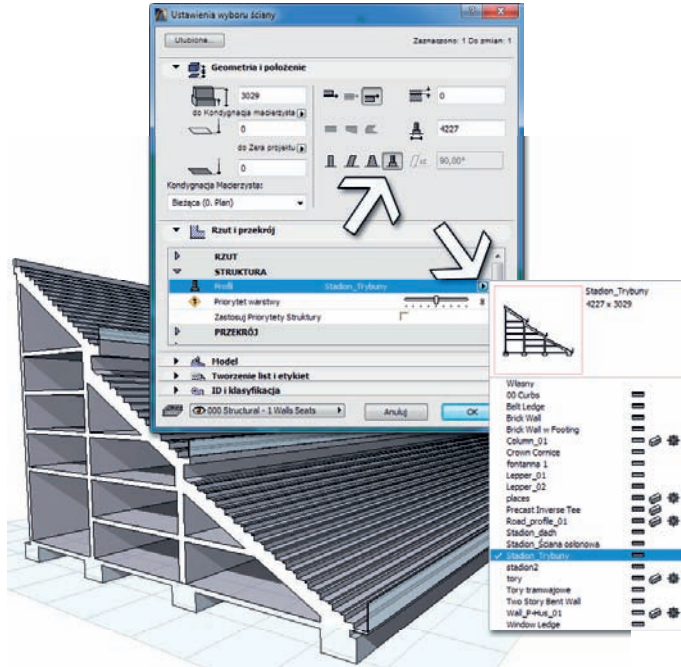 Ustawienia wyboru ściany
Ulubione...
Zaznaczono: 1 Do zmian: 1
Geometria i położenie
3029
0
do Kondygnacja macierzysta
0
4227
do Zera projektu
0
90,00°
Kondygnacja Macierzysta:
Bieżąca (0. Plan)
Rzut i przekrój
RZUT
STRUKTURA
Profil
Stadion_Trybuny
Priorytet warstwy
8
Zastosuj Priorytety Struktury
PRZEKRÓJ
Model
Tworzenie list i etykiet
ID i klasyfikacja
000 Structural - 1 Walls Seats
Anuluj
OK
Stadion_Trybuny
4227 x 3029
Własny
00 Curbs
Belt Ledge
Brick Wall
Brick Wall w Footing
Column_01
Crown Cornice
fontanna 1
Lepper_01
Lepper_02
places
Precast Inverse Tee
Road_profile_01
Stadion_dach
Stadion_Ściana osłonowa
Stadion_Trybuny
stadion2
tory
Tory tramwajowe
Two Story Bent Wall
Wall_P-Hus_01
Window Ledge